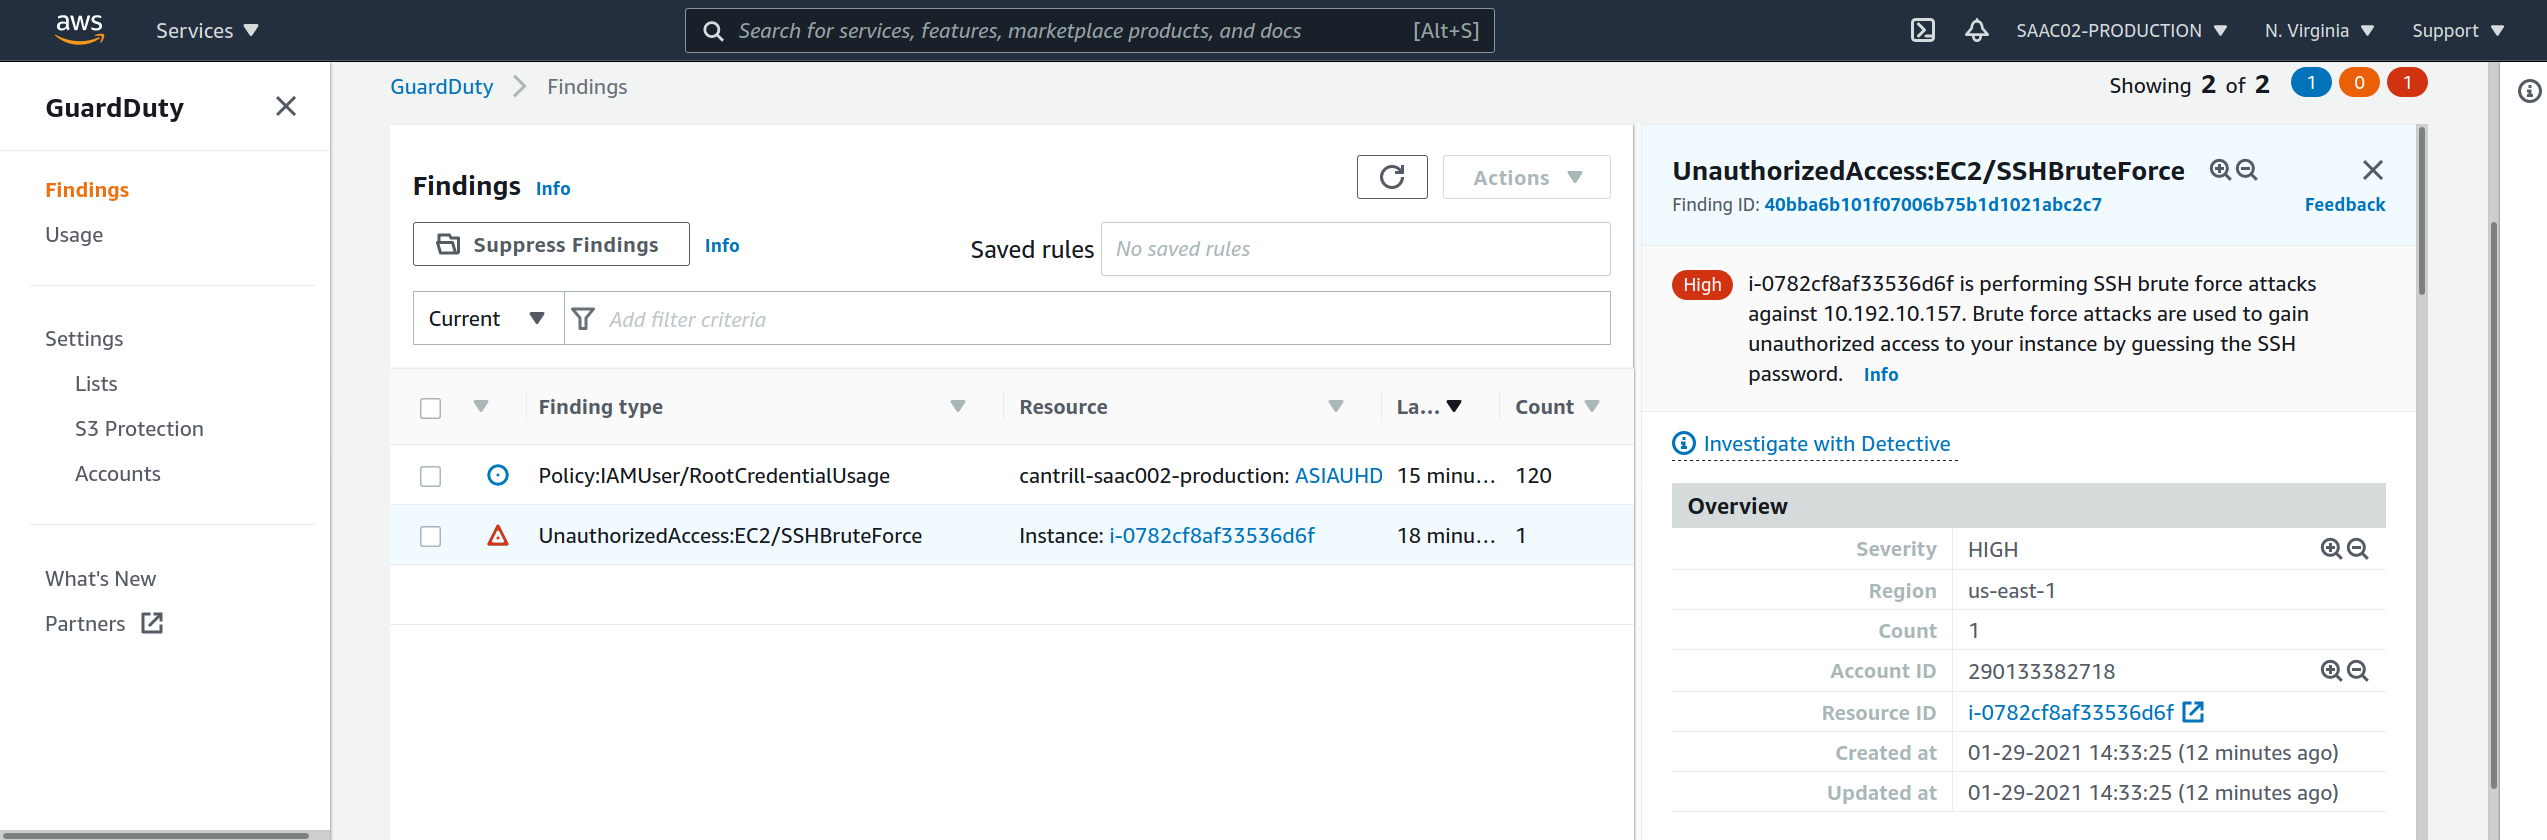 aws
Services
Search for services, features, marketplace products, and docs [Alt+S]
SAAC02-PRODUCTION
N. Virginia
Support
GuardDuty
Findings
Usage
Settings
Lists
S3 Protection
Accounts
What's New
Partners
GuardDuty Findings
Showing 2 of 2 1 0 1
Findings Info
Actions
Suppress Findings Info
Saved rules No saved rules
Current Add filter criteria
Finding type Resource La... Count
Policy:IAMUser/RootCredentialUsage cantrill-saac002-production: ASIAUHD 15 minu... 120
UnauthorizedAccess:EC2/SSHBruteForce Instance: i-0782cf8af33536d6f 18 minu... 1
UnauthorizedAccess:EC2/SSHBruteForce
Finding ID: 40bba6b101f07006b75b1d1021abc2c7 Feedback
High i-0782cf8af33536d6f is performing SSH brute force attacks
against 10.192.10.157. Brute force attacks are used to gain
unauthorized access to your instance by guessing the SSH
password. Info
Investigate with Detective
Overview
Severity HIGH
Region us-east-1
Count 1
Account ID 290133382718
Resource ID i-0782cf8af33536d6f
Created at 01-29-2021 14:33:25 (12 minutes ago)
Updated at 01-29-2021 14:33:25 (12 minutes ago)